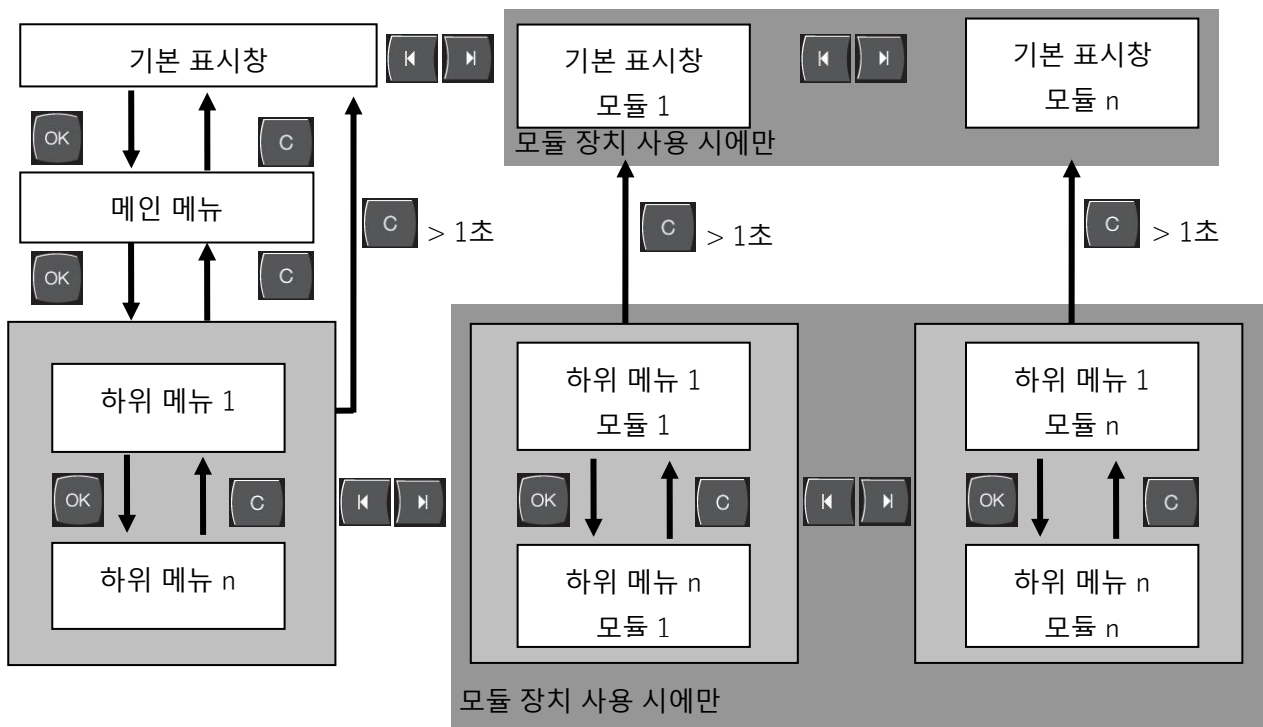 기본 표시창
기본 표시창
모듈 1
기본 표시창
모듈 n
모듈 장치 사용 시에만
OK
C
메인 메뉴
C > 1초
C > 1초
C > 1초
OK
C
하위 메뉴 1
하위 메뉴 1
모듈 1
하위 메뉴 1
모듈 n
OK
C
OK
C
OK
C
하위 메뉴 n
하위 메뉴 n
모듈 1
하위 메뉴 n
모듈 n
모듈 장치 사용 시에만